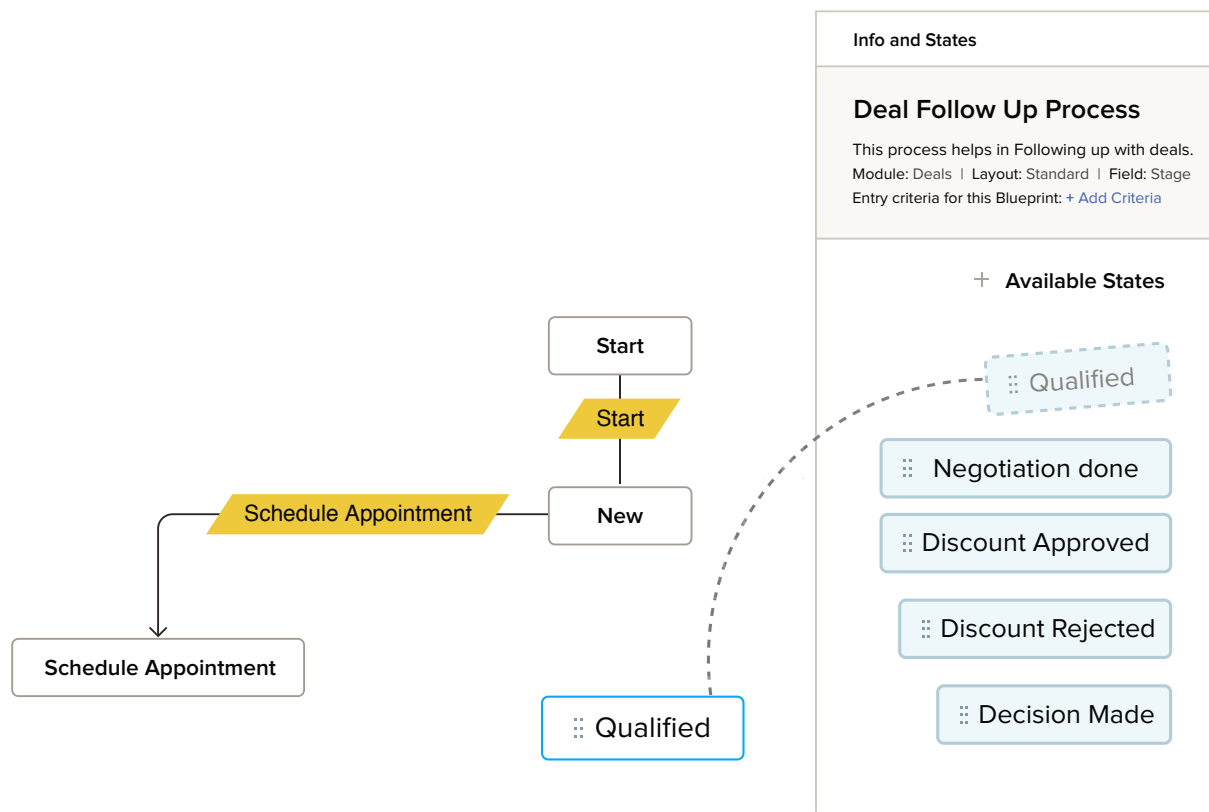 Info and States
Deal Follow Up Process
This process helps in Following up with deals.
Module: Deals | Layout: Standard | Field: Stage
Entry criteria for this Blueprint: + Add Criteria
+ Available States
Start
Qualified
Start
Negotiation done
Schedule Appointment
New
Discount Approved
Discount Rejected
Schedule Appointment
Qualified
Decision Made